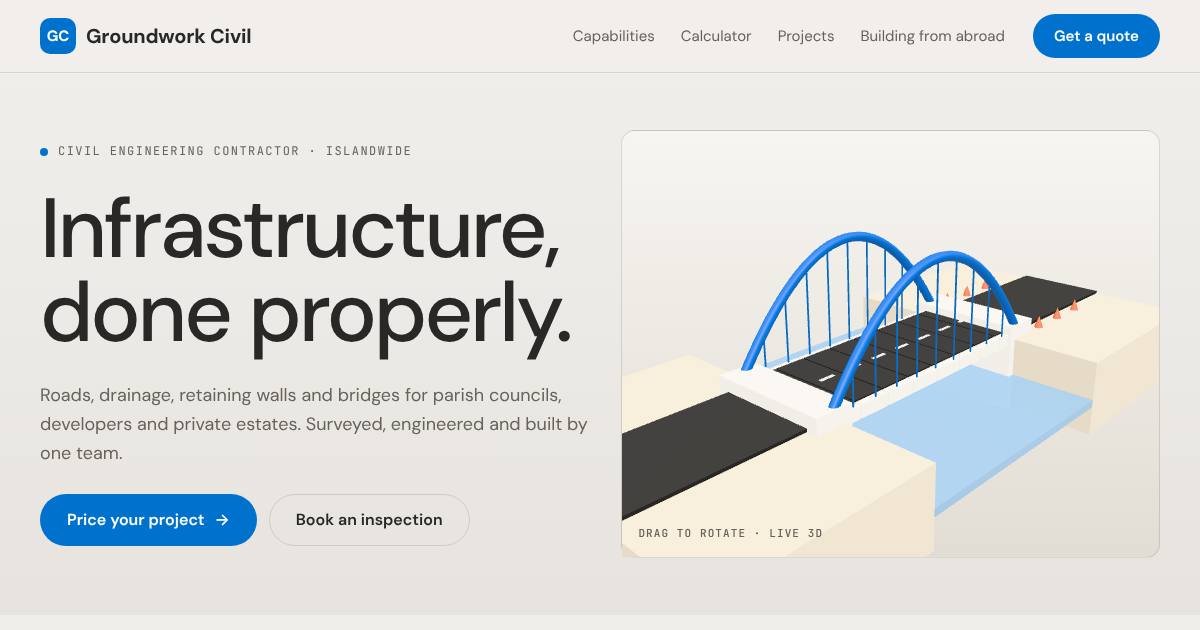 GC
Groundwork Civil
Capabilities
Calculator
Projects
Building from abroad
Get a quote
CIVIL ENGINEERING CONTRACTOR · ISLANDWIDE
Infrastructure,
done properly.
Roads, drainage, retaining walls and bridges for parish councils,
developers and private estates. Surveyed, engineered and built by
one team.
Price your project →
Book an inspection
DRAG TO ROTATE · LIVE 3D